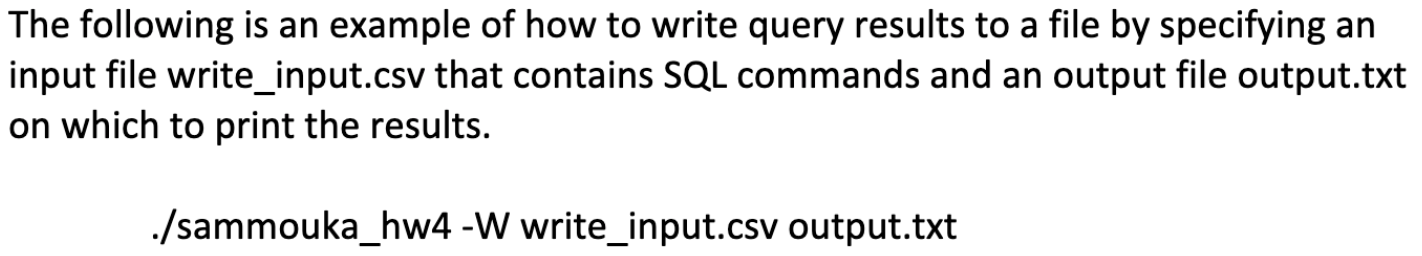 The following is an example of how to write query results to a file by specifying an
input file write_input.csv that contains SQL commands and an output file output.txt
on which to print the results.
./sammouka_hw4 -W write_input.csv output.txt